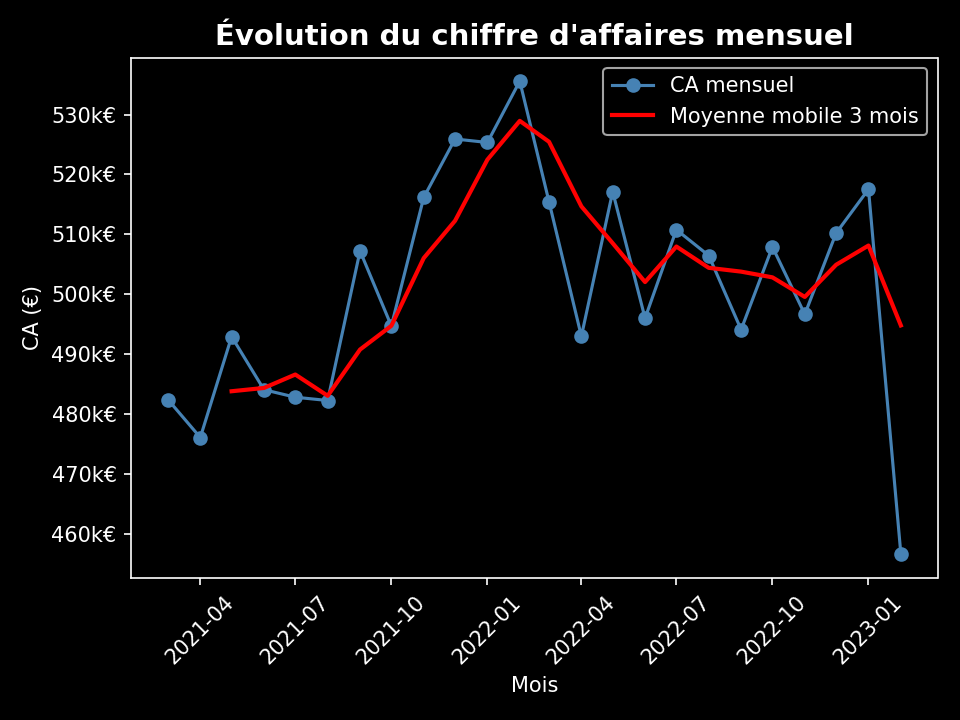 Évolution du chiffre d'affaires mensuel
CA mensuel
Moyenne mobile 3 mois
530k€
520k€
510k€
500k€
490k€
480k€
470k€
460k€
CA (€)
2021-04
2021-07
2021-10
2022-01
2022-04
2022-07
2022-10
2023-01
Mois